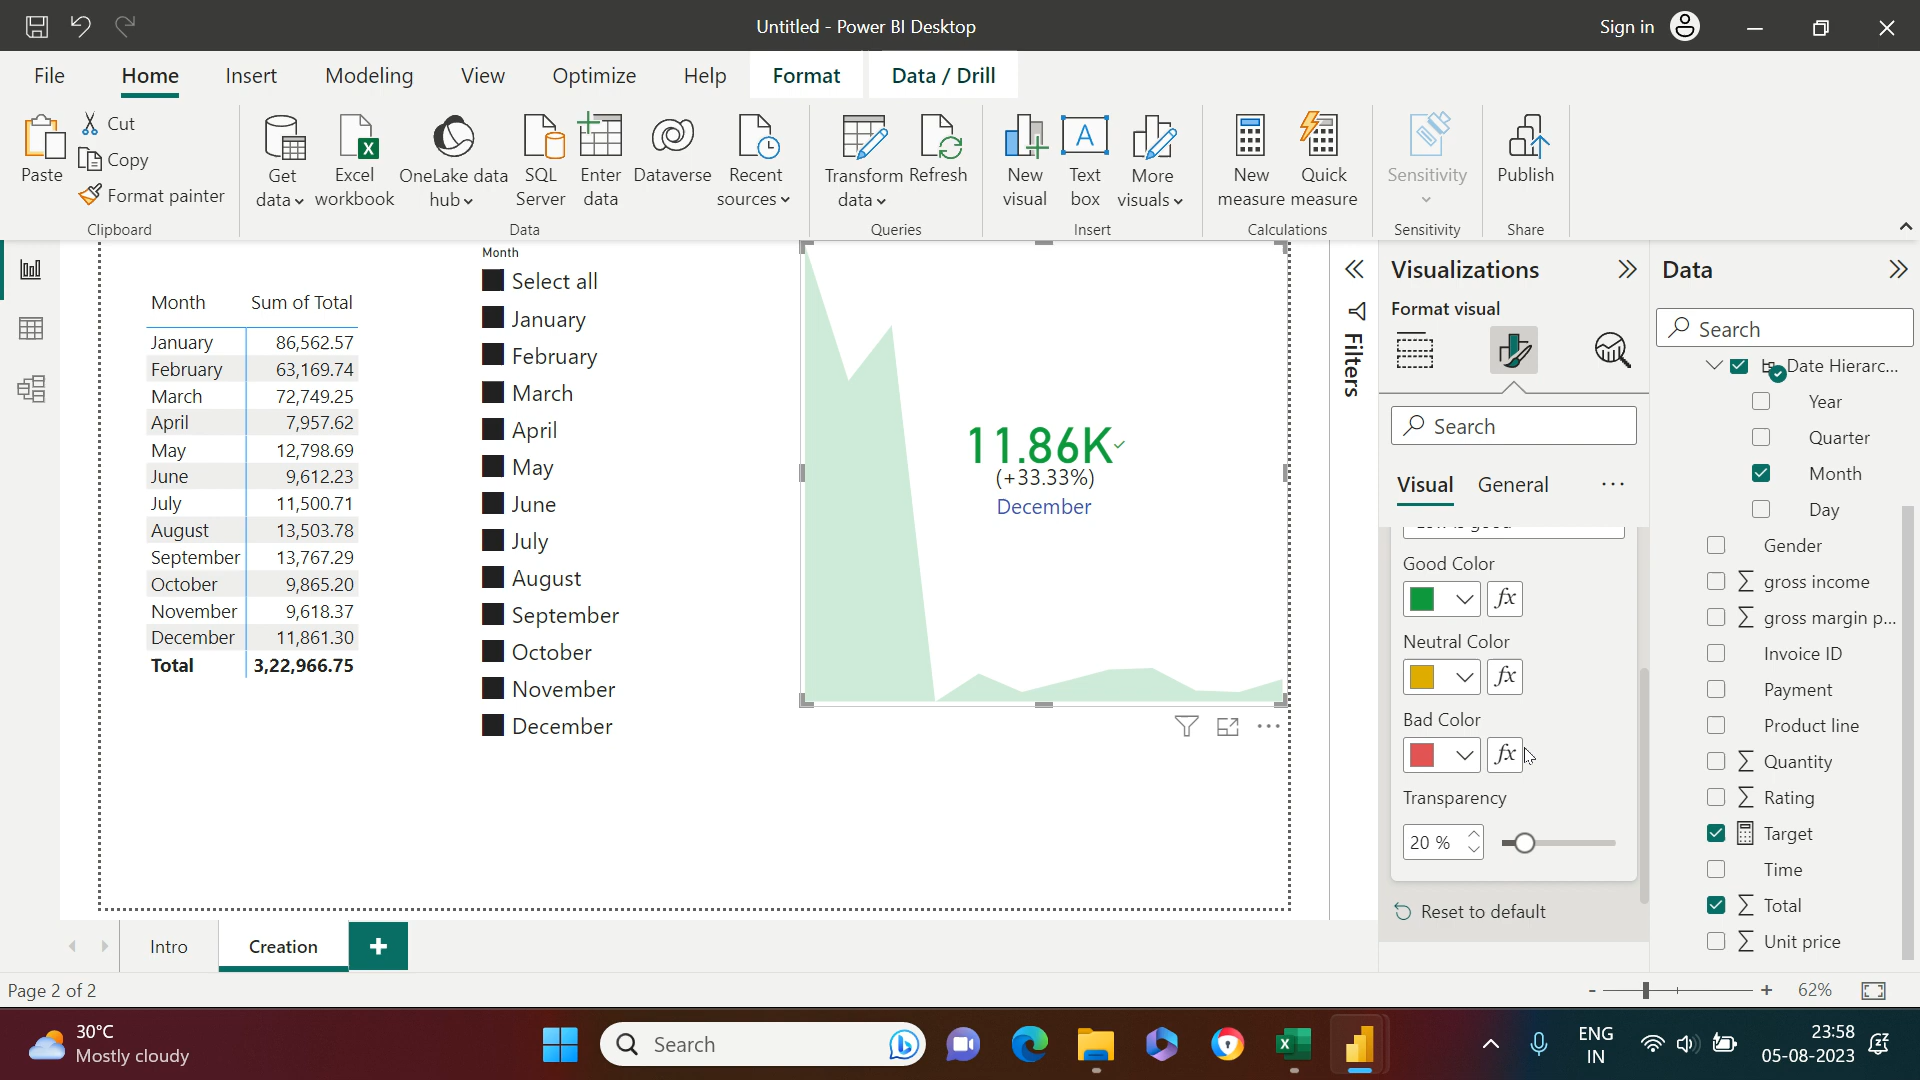 Untitled - Power BI Desktop
Sign in
File
Home
Insert
Modeling
View
Optimize
Help
Format
Data / Drill
Paste
Cut
Copy
Format painter
Clipboard
Get data
Excel workbook
OneLake data hub
SQL Server
Enter data
Dataverse
Recent sources
Data
Transform data
Refresh
Queries
New visual
Text box
More visuals
Insert
New measure
Quick measure
Calculations
Sensitivity
Sensitivity
Publish
Share
Month Sum of Total
January 86,562.57
February 63,169.74
March 72,749.25
April 7,957.62
May 12,798.69
June 9,612.23
July 11,500.71
August 13,503.78
September 13,767.29
October 9,865.20
November 9,618.37
December 11,861.30
Total 3,22,966.75
Month
Select all
January
February
March
April
May
June
July
August
September
October
November
December
11.86K
(+33.33%)
December
Filters
Visualizations
Format visual
Search
Visual
General
Good Color
fx
Neutral Color
fx
Bad Color
fx
Transparency
20 %
Reset to default
Data
Search
Date Hierarc...
Year
Quarter
Month
Day
Gender
gross income
gross margin p...
Invoice ID
Payment
Product line
Quantity
Rating
Target
Time
Total
Unit price
Intro
Creation
Page 2 of 2
62%
30°C
Mostly cloudy
Search
ENG
IN
23:58
05-08-2023